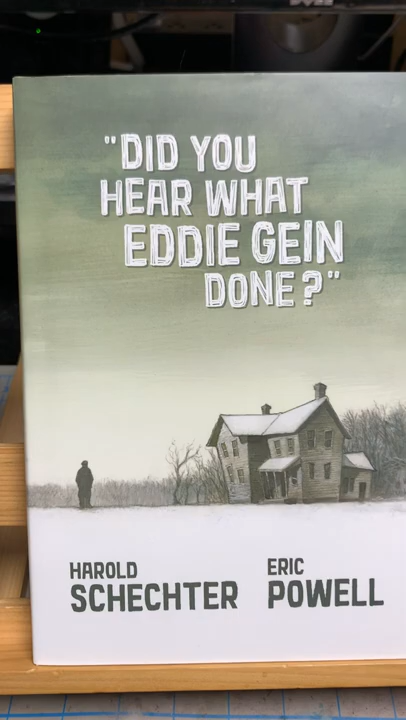 "DID YOU
HEAR WHAT
EDDIE GEIN
DONE?"
HAROLD
SCHECHTER
ERIC
POWELL